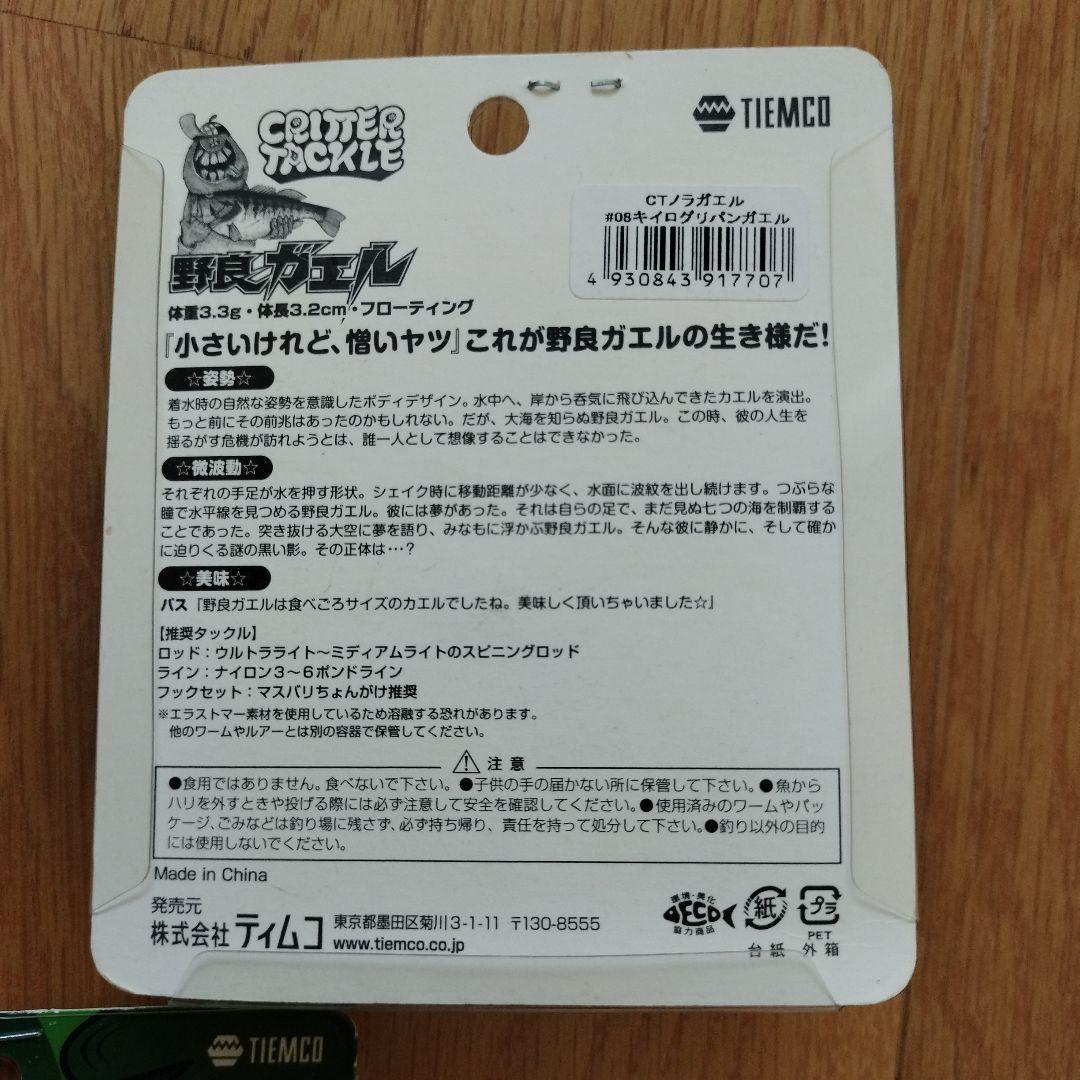 CRITTER TACKLE
TIEMCO
CTノラガエル
#08キイログリパンガエル
4 930843 917707
野良ガエル
体重3.3g・体長3.2cm・フローティング
『小さいけれど、憎いヤツ』これが野良ガエルの生き様だ!
☆姿勢☆
着水時の自然な姿勢を意識したボディデザイン。水中へ、岸から呑気に飛び込んできたカエルを演出。
もっと前にその前兆はあったのかもしれない。だが、大海を知らぬ野良ガエル。この時、彼の人生を
揺るがす危機が訪れようとは、誰一人として想像することはできなかった。
☆微波動☆
それぞれの手足が水を押す形状。シェイク時に移動距離が少なく、水面に波紋を出し続けます。つぶらな
瞳で水平線を見つめる野良ガエル。彼には夢があった。それは自らの足で、まだ見ぬ七つの海を制覇する
ことであった。突き抜ける大空に夢を語り、みなもに浮かぶ野良ガエル。そんな彼に静かに、そして確か
に迫りくる謎の黒い影。その正体は…?
☆美味☆
バス『野良ガエルは食べごろサイズのカエルでしたね。美味しく頂いちゃいました☆』
【推奨タックル】
ロッド:ウルトラライト〜ミディアムライトのスピニングロッド
ライン:ナイロン3〜6ポンドライン
フックセット:マスバリちょんがけ推奨
※エラストマー素材を使用しているため溶融する恐れがあります。
他のワームやルアーとは別の容器で保管してください。
注意
●食用ではありません。食べないで下さい。●子供の手の届かない所に保管して下さい。●魚から
ハリを外すときや投げる際には必ず注意して安全を確認してください。●使用済みのワームやパッ
ケージ、ごみなどは釣り場に残さず、必ず持ち帰り、責任を持って処分して下さい。●釣り以外の目的
には使用しないでください。
Made in China
発売元
株式会社 ティムコ 東京都墨田区菊川3-1-11 〒130-8555
www.tiemco.co.jp
環境・美化
ECO
協力商品
紙
台紙
プラ
PET
外箱
TIEMCO